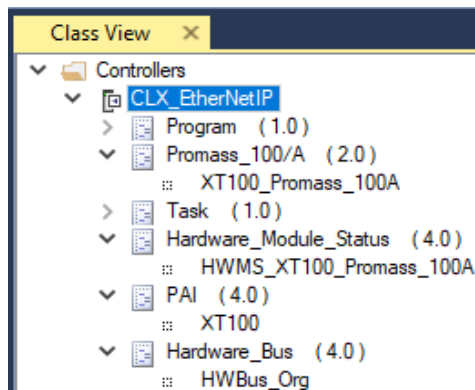 Class View ×
Controllers
CLX_EtherNetIP
Program (1.0)
Promass_100/A (2.0)
XT100_Promass_100A
Task (1.0)
Hardware_Module_Status (4.0)
HWMS_XT100_Promass_100A
PAI (4.0)
XT100
Hardware_Bus (4.0)
HWBus_Org